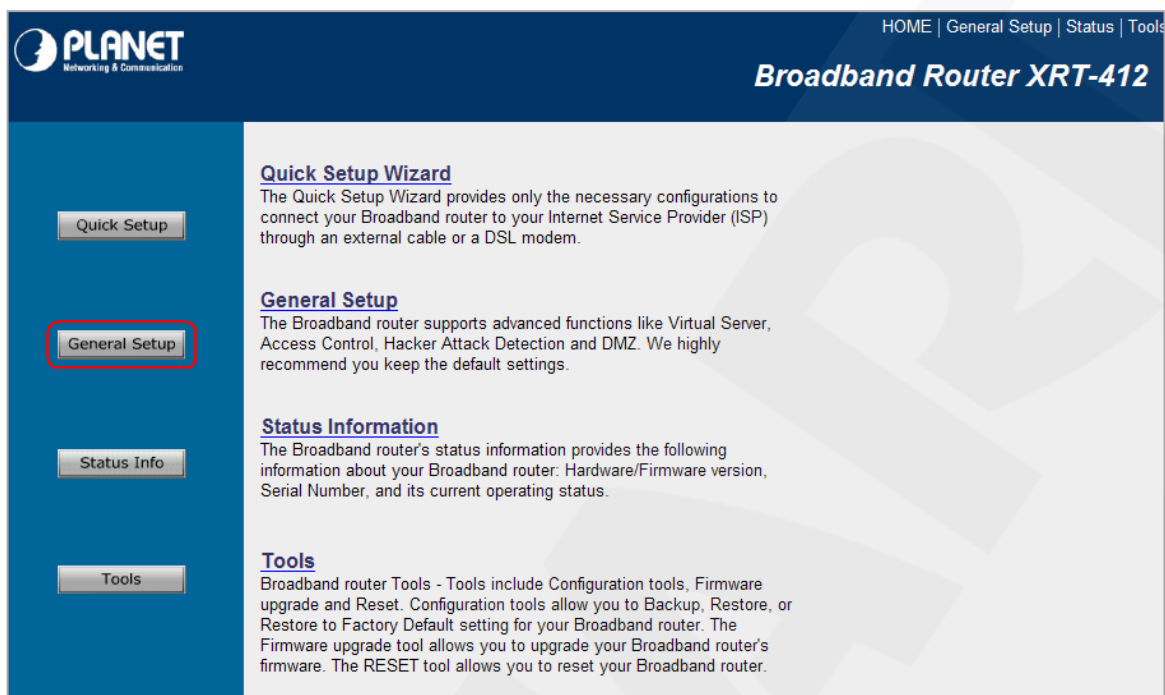 PLANET
Networking & Communication
HOME | General Setup | Status | Tools
Broadband Router XRT-412
Quick Setup
Quick Setup Wizard
The Quick Setup Wizard provides only the necessary configurations to
connect your Broadband router to your Internet Service Provider (ISP)
through an external cable or a DSL modem.
General Setup
General Setup
The Broadband router supports advanced functions like Virtual Server,
Access Control, Hacker Attack Detection and DMZ. We highly
recommend you keep the default settings.
Status Info
Status Information
The Broadband router's status information provides the following
information about your Broadband router: Hardware/Firmware version,
Serial Number, and its current operating status.
Tools
Tools
Broadband router Tools - Tools include Configuration tools, Firmware
upgrade and Reset. Configuration tools allow you to Backup, Restore, or
Restore to Factory Default setting for your Broadband router. The
Firmware upgrade tool allows you to upgrade your Broadband router's
firmware. The RESET tool allows you to reset your Broadband router.